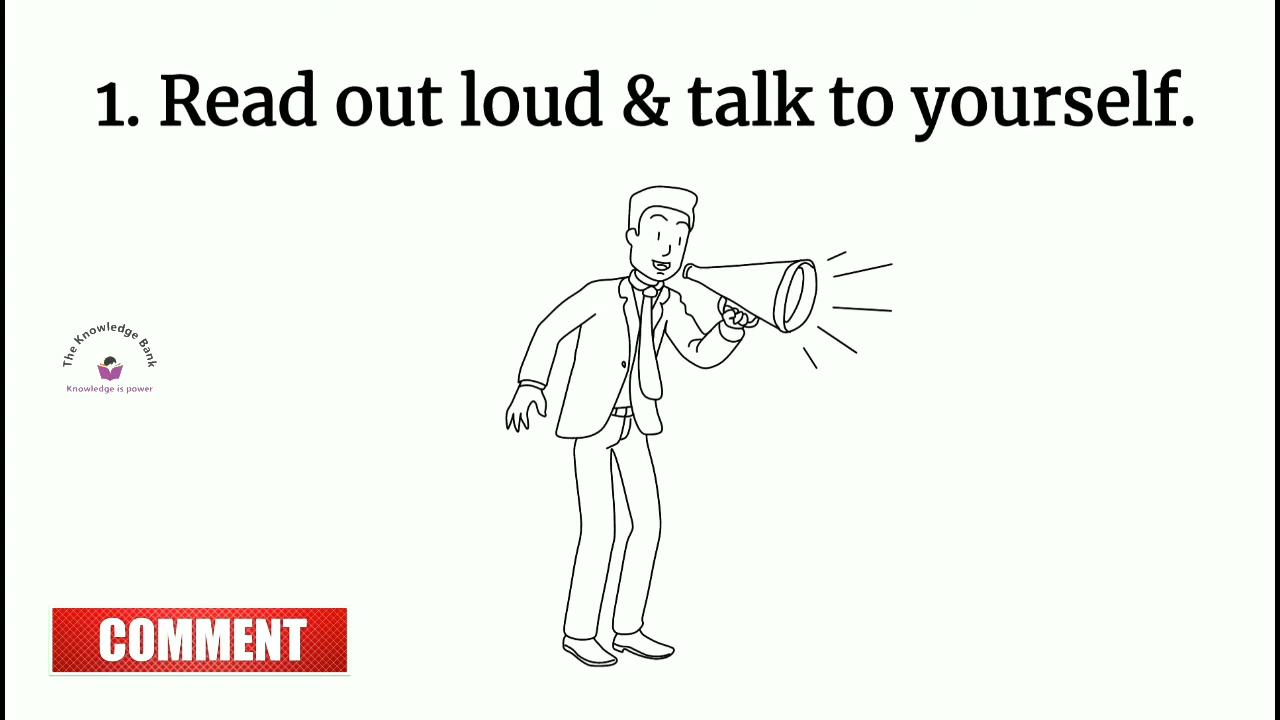 1. Read out loud & talk to yourself.
The Knowledge Bank
Knowledge is power
COMMENT